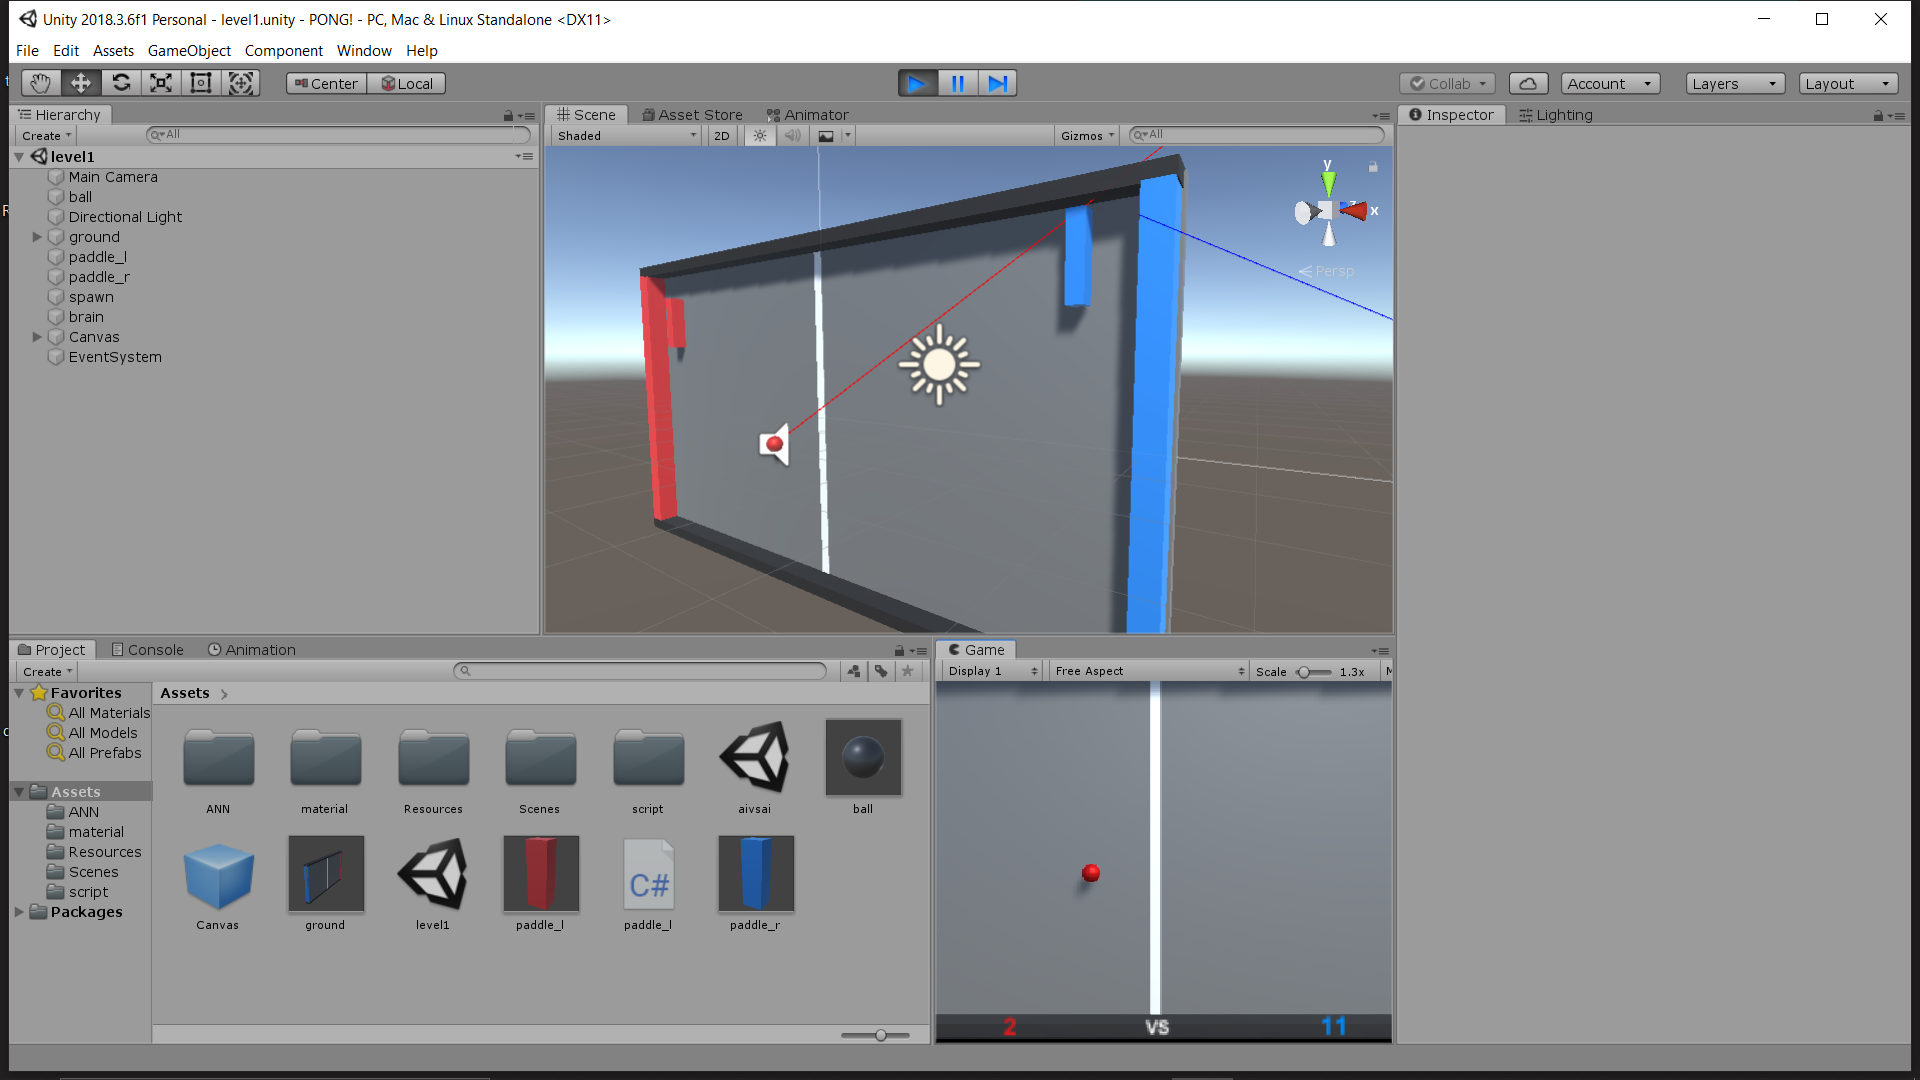 Unity 2018.3.6f1 Personal - level1.unity - PONG! - PC, Mac & Linux Standalone <DX11>
File Edit Assets GameObject Component Window Help
Center Local Collab Account Layers Layout
Hierarchy
Create All
level1
Main Camera
ball
Directional Light
ground
paddle_l
paddle_r
spawn
brain
Canvas
EventSystem
Scene Asset Store Animator
Shaded 2D Gizmos All
y
z
x
Persp
Inspector Lighting
Project Console Animation
Create
Favorites
All Materials
All Models
All Prefabs
Assets
ANN
material
Resources
Scenes
script
Packages
Assets
ANN material Resources Scenes script aivsai ball
C#
Canvas ground level1 paddle_l paddle_l paddle_r
Game
Display 1 Free Aspect Scale 1.3x M
2 VS 11